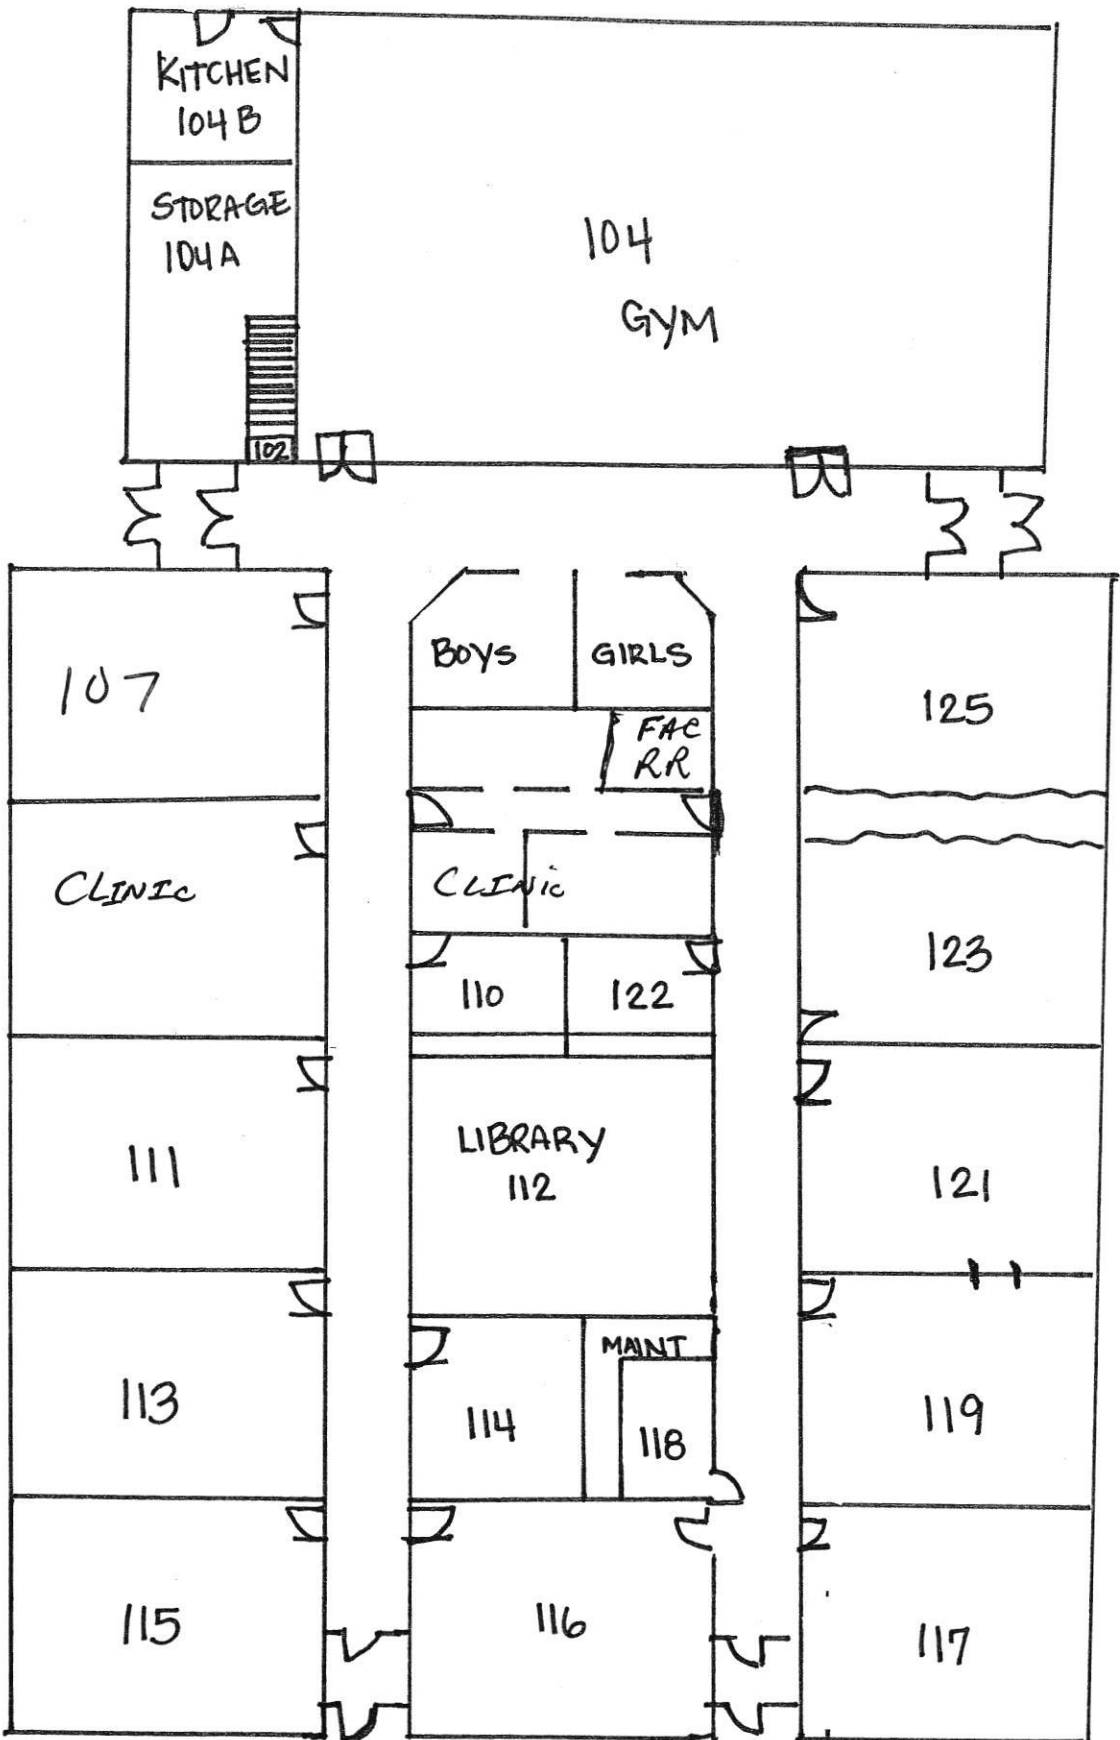 KITCHEN
104B
STORAGE
104A
102
104
GYM
107
BOYS
GIRLS
FAC
RR
125
CLINIC
CLINIC
123
110
122
111
LIBRARY
112
121
113
114
MAINT
118
119
115
116
117